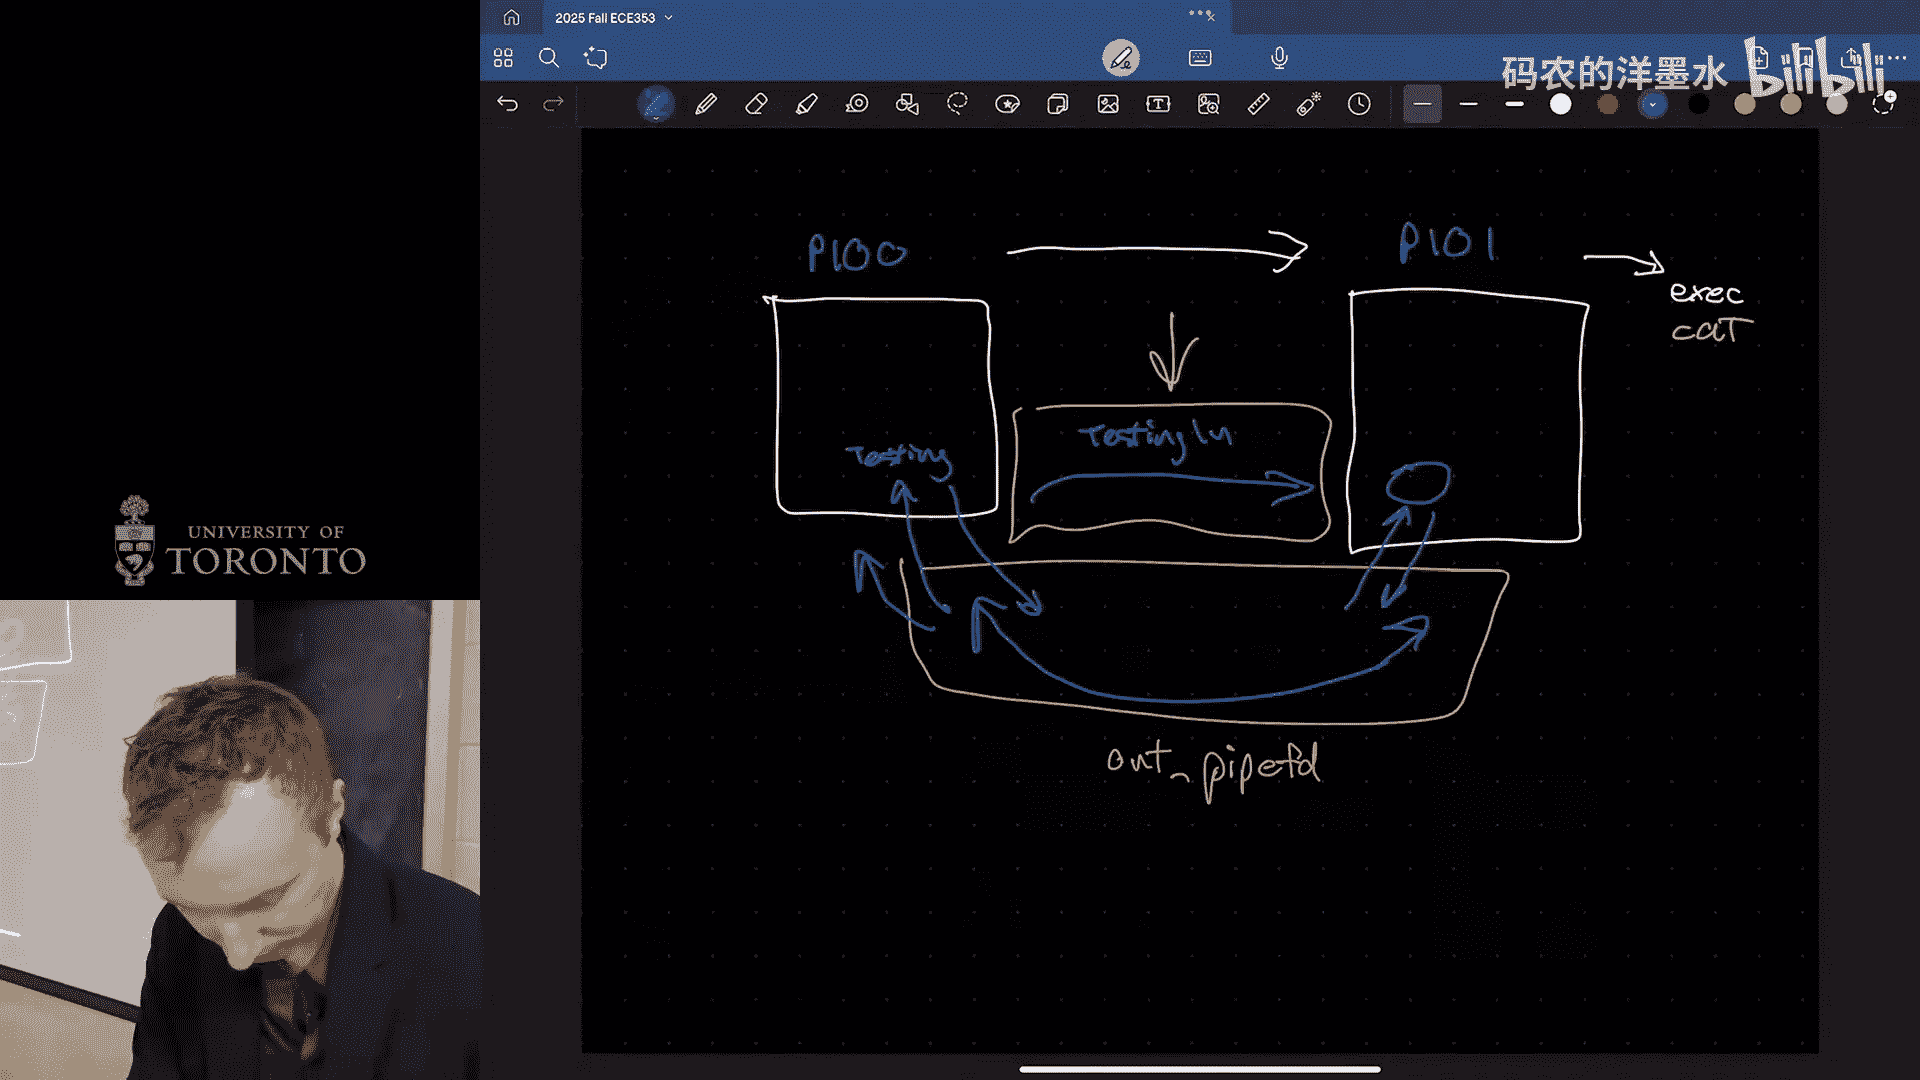 2025 Fall ECE353
码农的洋墨水 bilibili
P100
P101
exec
cat
Testing\n
Testing
out_pipefd
UNIVERSITY OF
TORONTO